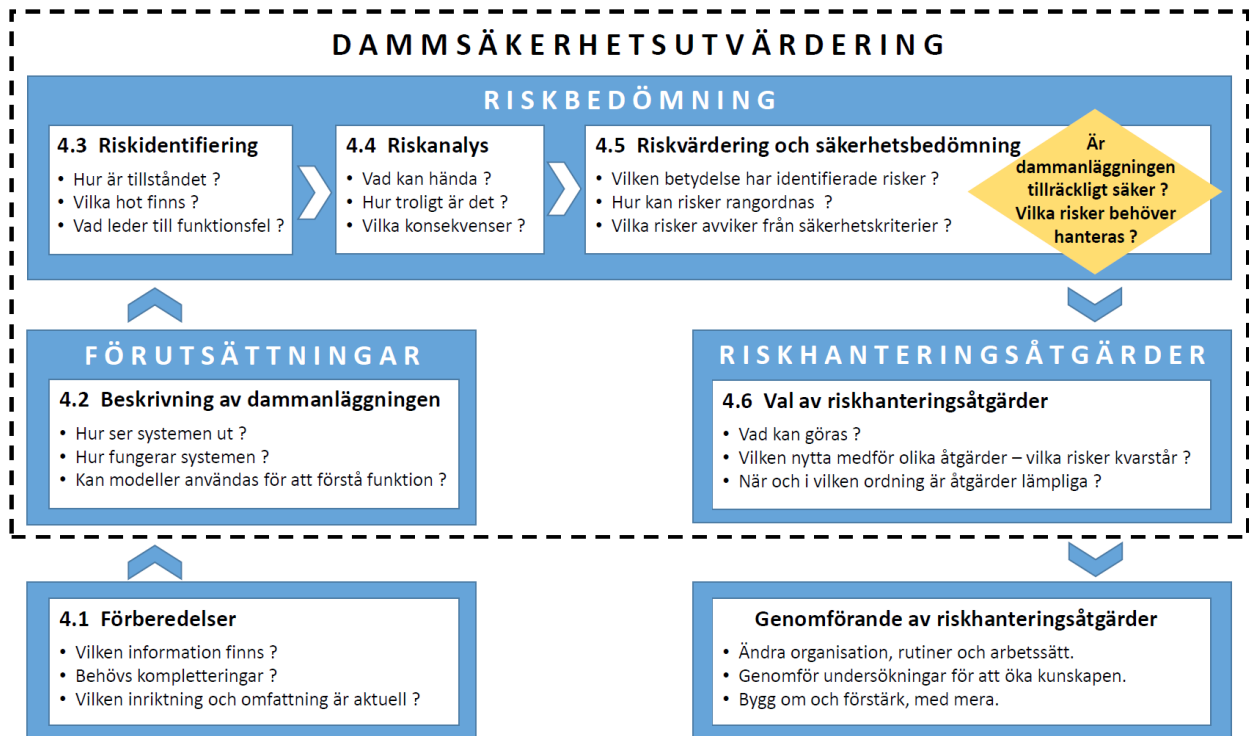 DAMMSÄKERHETSUTVÄRDERING
RISKBEDÖMNING
4.3 Riskidentifiering
• Hur är tillståndet ?
• Vilka hot finns ?
• Vad leder till funktionsfel ?
4.4 Riskanalys
• Vad kan hända ?
• Hur troligt är det ?
• Vilka konsekvenser ?
4.5 Riskvärdering och säkerhetsbedömning
• Vilken betydelse har identifierade risker ?
• Hur kan risker rangordnas ?
• Vilka risker avviker från säkerhetskriterier ?
Är
dammanläggningen
tillräckligt säker ?
Vilka risker behöver
hanteras ?
FÖRUTSÄTTNINGAR
4.2 Beskrivning av dammanläggningen
• Hur ser systemen ut ?
• Hur fungerar systemen ?
• Kan modeller användas för att förstå funktion ?
RISKHANTERINGSÅTGÄRDER
4.6 Val av riskhanteringsåtgärder
• Vad kan göras ?
• Vilken nytta medför olika åtgärder – vilka risker kvarstår ?
• När och i vilken ordning är åtgärder lämpliga ?
4.1 Förberedelser
• Vilken information finns ?
• Behövs kompletteringar ?
• Vilken inriktning och omfattning är aktuell ?
Genomförande av riskhanteringsåtgärder
• Ändra organisation, rutiner och arbetssätt.
• Genomför undersökningar för att öka kunskapen.
• Bygg om och förstärk, med mera.